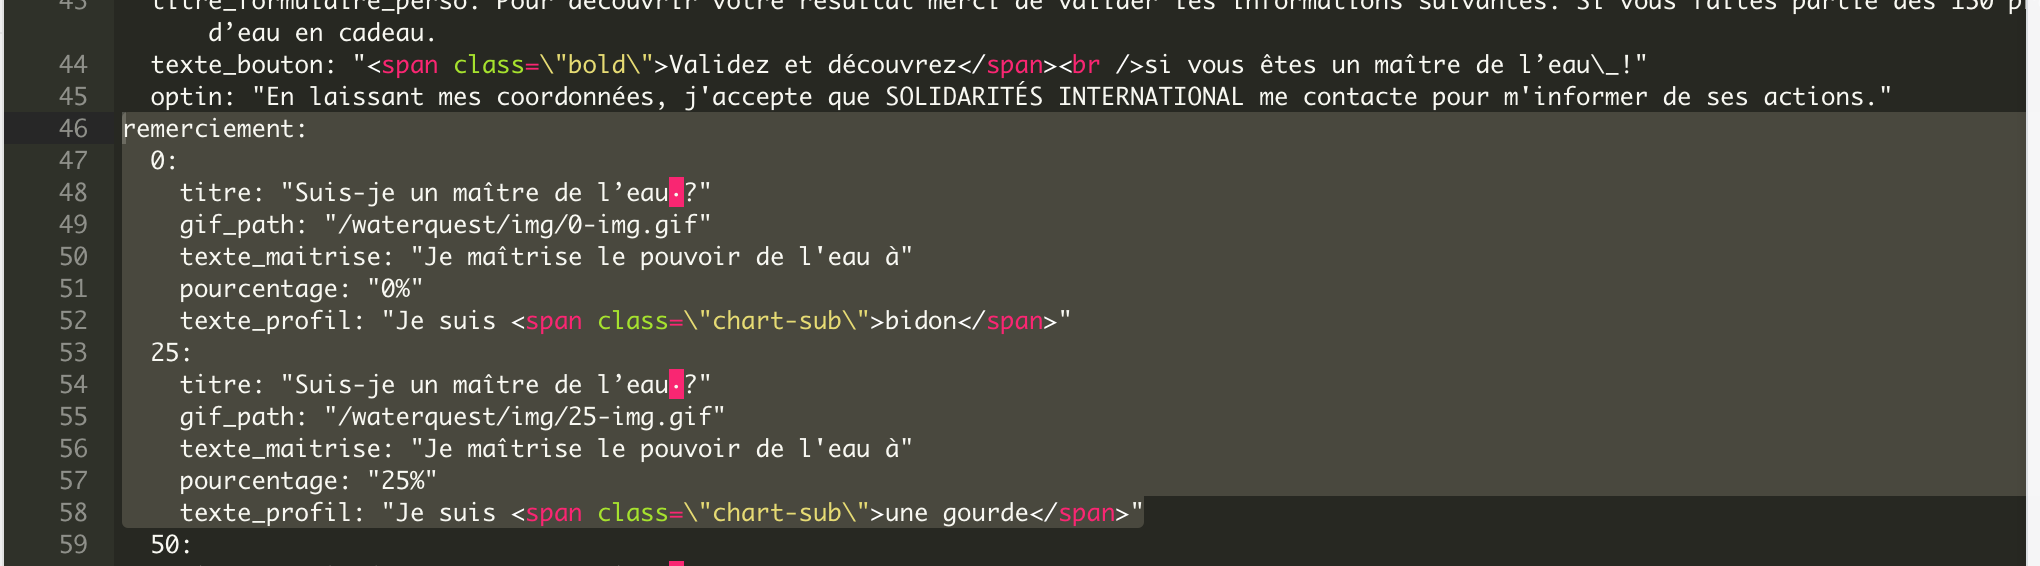 43 titre_formulaire_perso: Pour découvrir votre résultat merci de valider les informations suivantes. Si vous faites partie des 150
d’eau en cadeau.
44 texte_bouton: "<span class=\"bold\">Validez et découvrez</span><br />si vous êtes un maître de l’eau\_!"
45 optin: "En laissant mes coordonnées, j'accepte que SOLIDARITÉS INTERNATIONAL me contacte pour m'informer de ses actions."
46 remerciement:
47 0:
48 titre: "Suis-je un maître de l’eau·?"
49 gif_path: "/waterquest/img/0-img.gif"
50 texte_maitrise: "Je maîtrise le pouvoir de l'eau à"
51 pourcentage: "0%"
52 texte_profil: "Je suis <span class=\"chart-sub\">bidon</span>"
53 25:
54 titre: "Suis-je un maître de l’eau·?"
55 gif_path: "/waterquest/img/25-img.gif"
56 texte_maitrise: "Je maîtrise le pouvoir de l'eau à"
57 pourcentage: "25%"
58 texte_profil: "Je suis <span class=\"chart-sub\">une gourde</span>"
59 50: